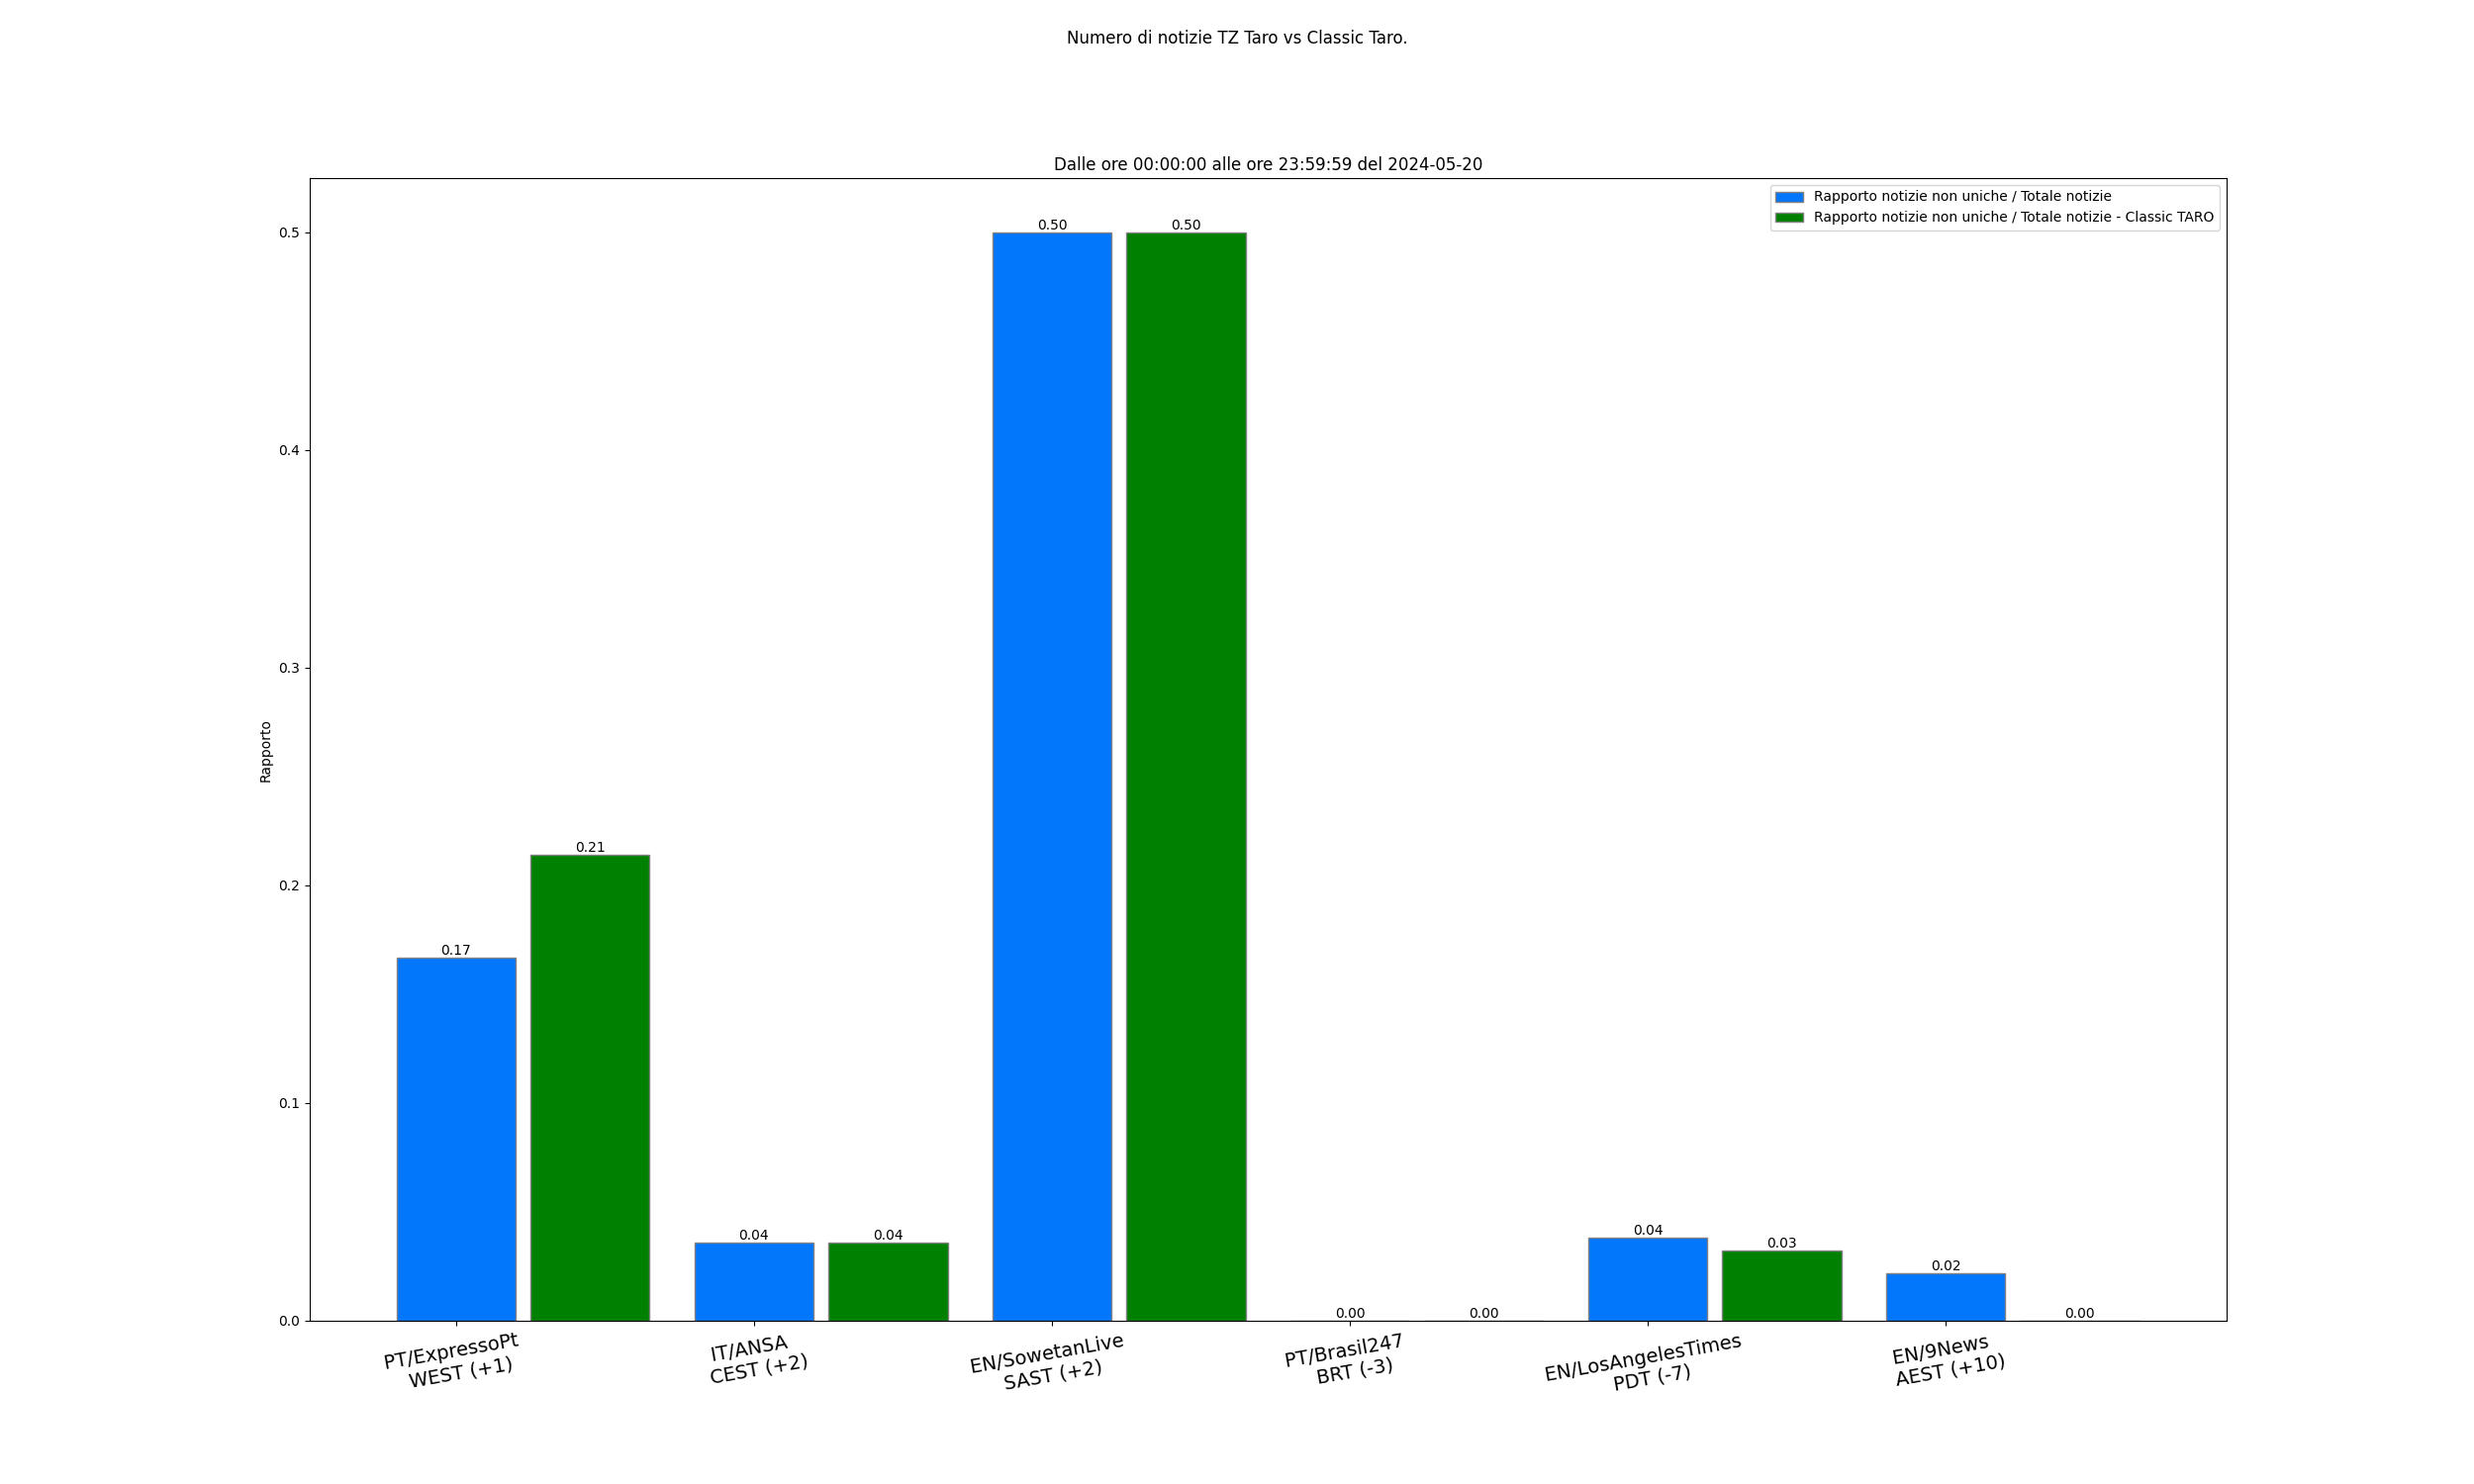 Numero di notizie TZ Taro vs Classic Taro.
Dalle ore 00:00:00 alle ore 23:59:59 del 2024-05-20
Rapporto notizie non uniche / Totale notizie
Rapporto notizie non uniche / Totale notizie - Classic TARO
Rapporto
0.5
0.4
0.3
0.2
0.1
0.0
0.17
0.21
0.04
0.04
0.50
0.50
0.00
0.00
0.04
0.03
0.02
0.00
PT/ExpressoPt
WEST (+1)
IT/ANSA
CEST (+2)
EN/SowetanLive
SAST (+2)
PT/Brasil247
BRT (-3)
EN/LosAngelesTimes
PDT (-7)
EN/9News
AEST (+10)